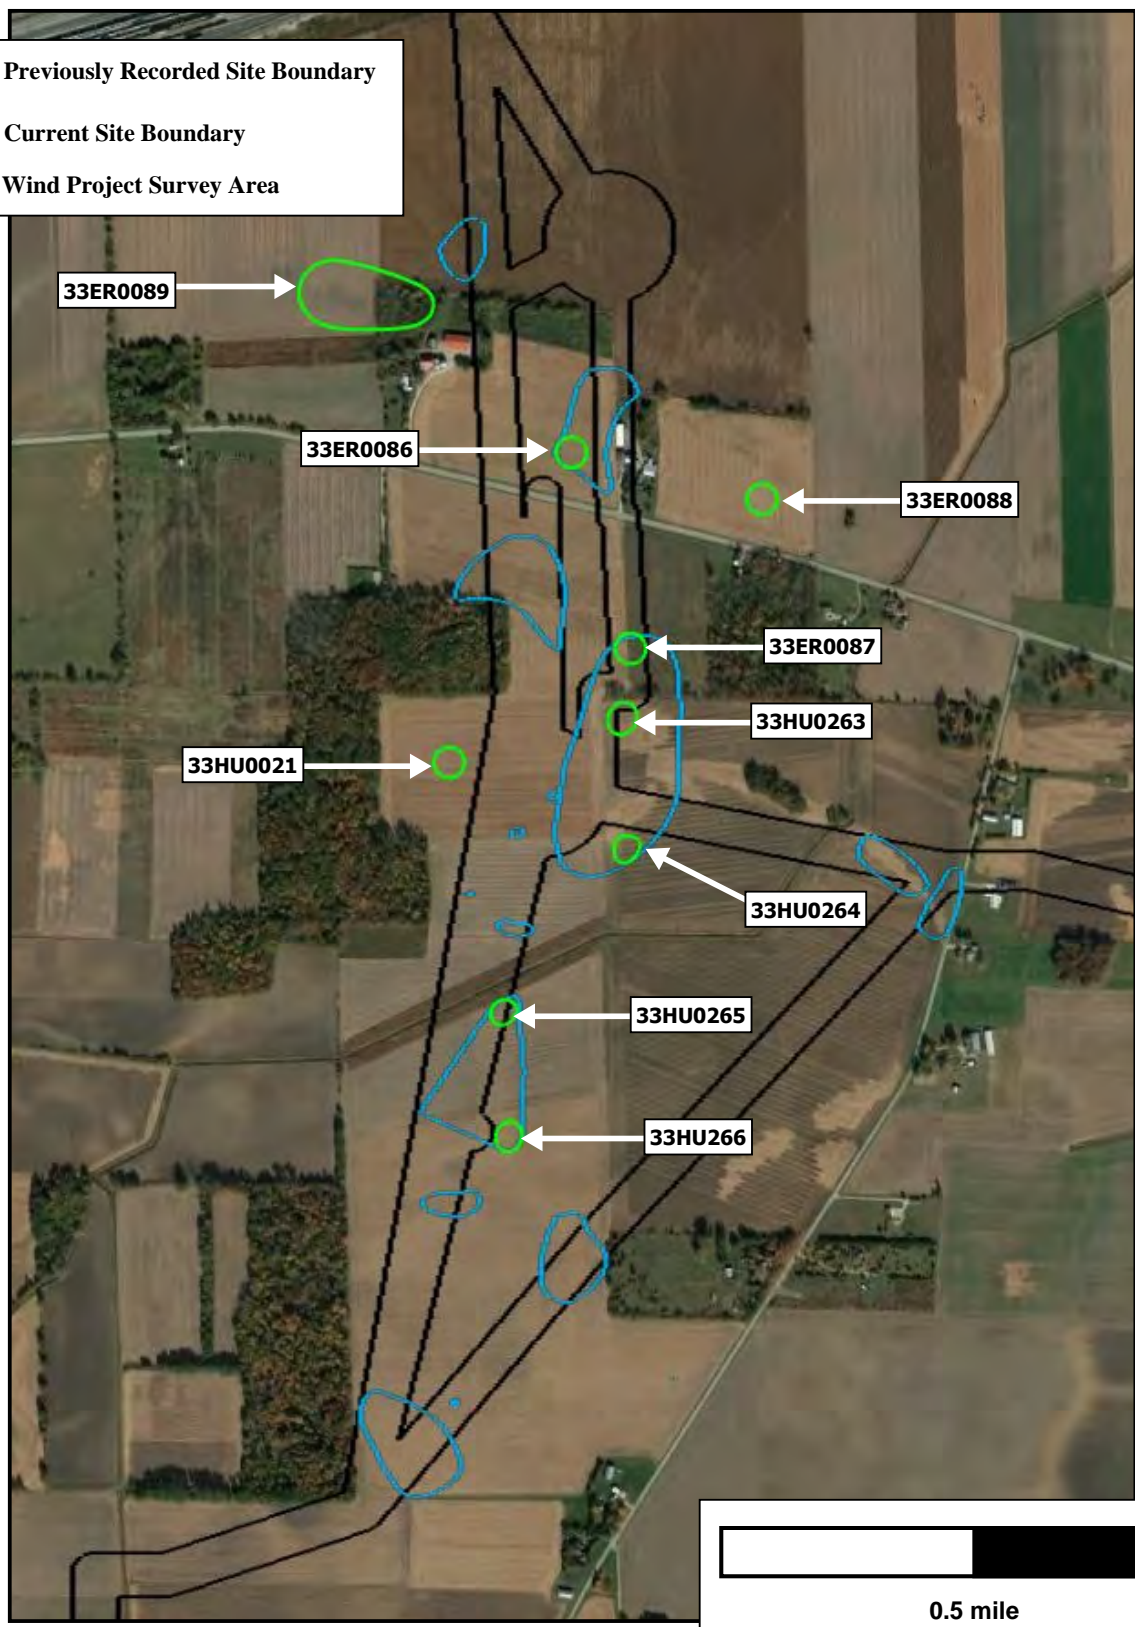 Previously Recorded Site Boundary
Current Site Boundary
Wind Project Survey Area
33ER0089
33ER0086
33ER0088
33ER0087
33HU0263
33HU0021
33HU0264
33HU0265
33HU266
0.5 mile